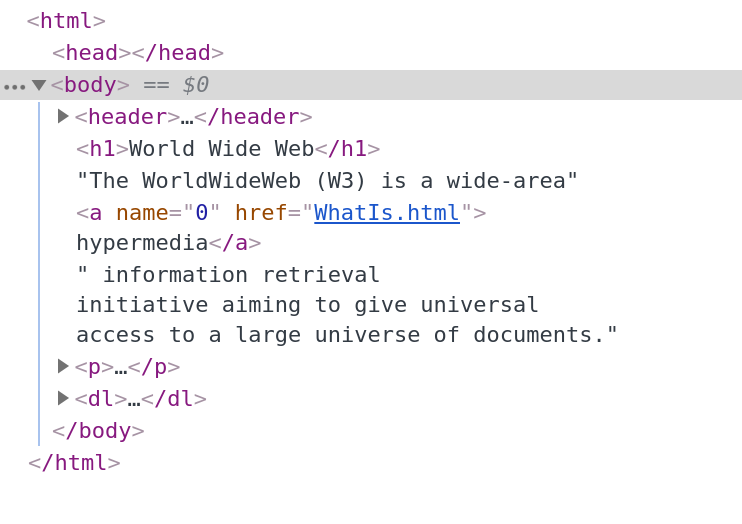 <html>
<head></head>
<body> == $0
<header>…</header>
<h1>World Wide Web</h1>
"The WorldWideWeb (W3) is a wide-area"
<a name="0" href="WhatIs.html">
hypermedia</a>
" information retrieval
initiative aiming to give universal
access to a large universe of documents."
<p>…</p>
<dl>…</dl>
</body>
</html>